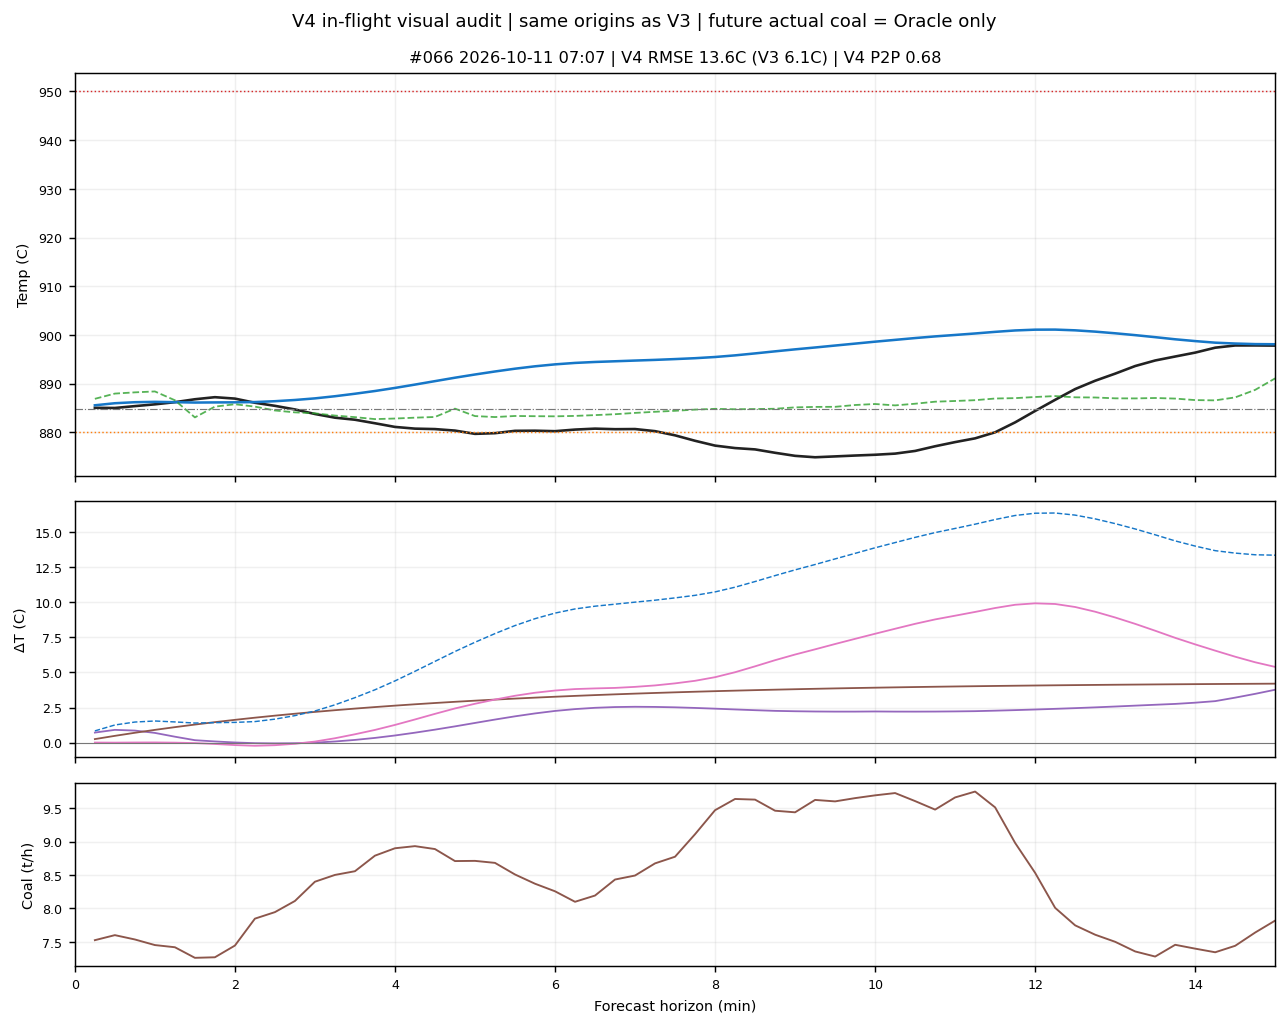 V4 in-flight visual audit | same origins as V3 | future actual coal = Oracle only
#066 2026-10-11 07:07 | V4 RMSE 13.6C (V3 6.1C) | V4 P2P 0.68
950
940
930
920
910
900
890
880
Temp (C)
15.0
12.5
10.0
7.5
5.0
2.5
0.0
ΔT (C)
9.5
9.0
8.5
8.0
7.5
Coal (t/h)
0 2 4 6 8 10 12 14
Forecast horizon (min)